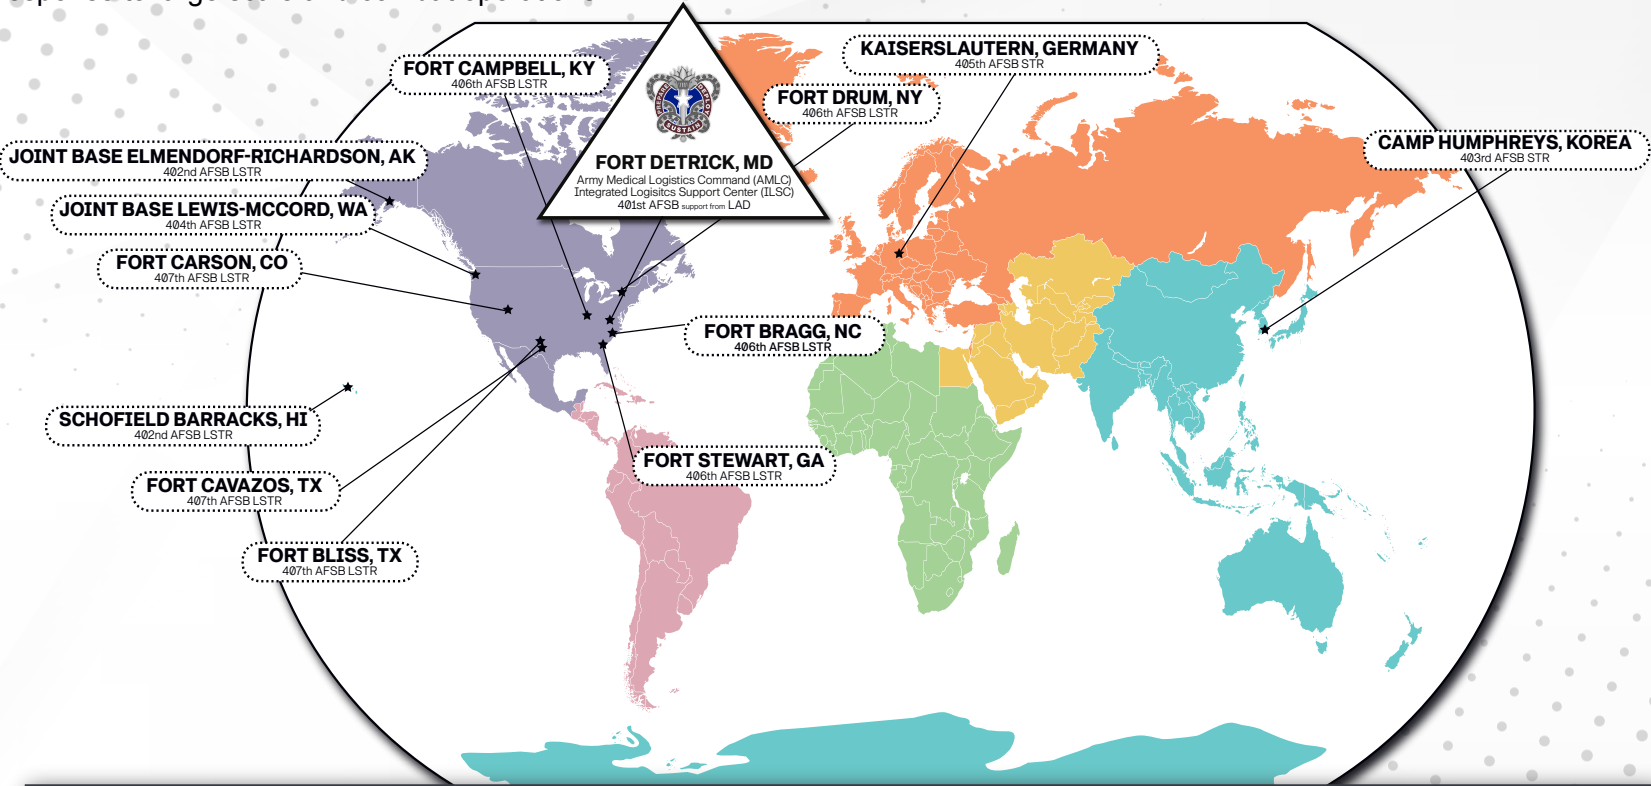 FORT CAMPBELL, KY
406th AFSB LSTR
KAISERSLAUTERN, GERMANY
405th AFSB STR
FORT DRUM, NY
406th AFSB LSTR
PREPARE
DEPLOY
SUSTAIN
FORT DETRICK, MD
Army Medical Logistics Command (AMLC)
Integrated Logisitcs Support Center (ILSC)
401st AFSB support from LAD
JOINT BASE ELMENDORF-RICHARDSON, AK
402nd AFSB LSTR
CAMP HUMPHREYS, KOREA
403rd AFSB STR
JOINT BASE LEWIS-MCCORD, WA
404th AFSB LSTR
FORT CARSON, CO
407th AFSB LSTR
FORT BRAGG, NC
406th AFSB LSTR
SCHOFIELD BARRACKS, HI
402nd AFSB LSTR
FORT STEWART, GA
406th AFSB LSTR
FORT CAVAZOS, TX
407th AFSB LSTR
FORT BLISS, TX
407th AFSB LSTR